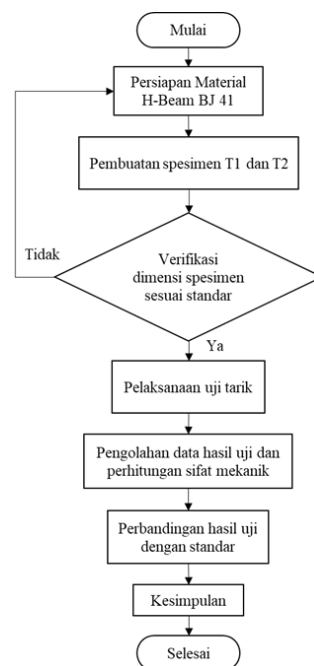 Mulai
Persiapan Material
H-Beam BJ 41
Pembuatan spesimen T1 dan T2
Tidak
Verifikasi
dimensi spesimen
sesuai standar
Ya
Pelaksanaan uji tarik
Pengolahan data hasil uji dan
perhitungan sifat mekanik
Perbandingan hasil uji
dengan standar
Kesimpulan
Selesai